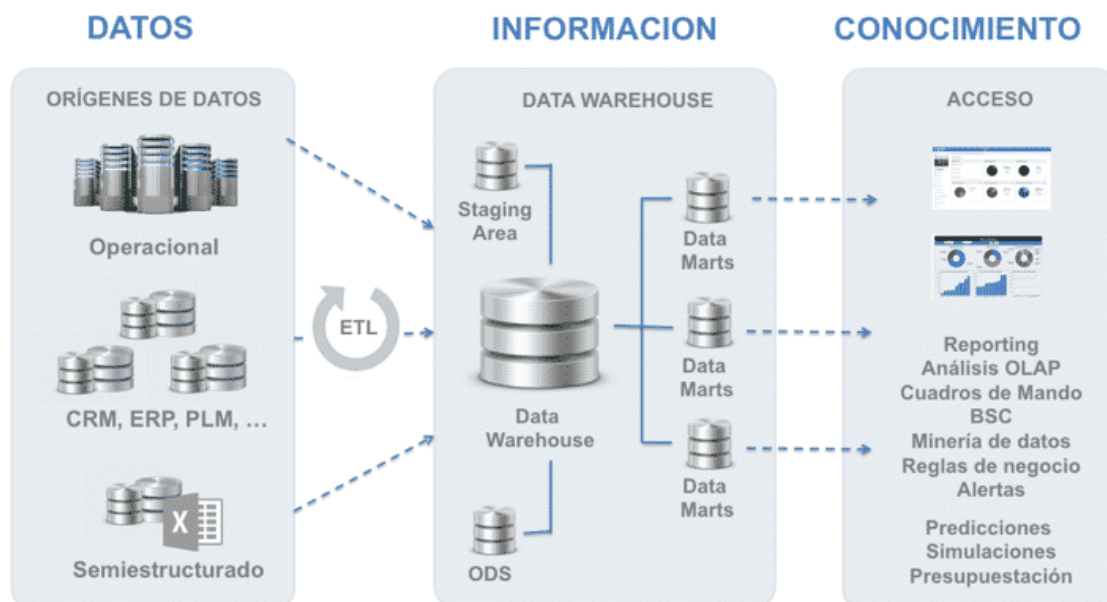 DATOS
INFORMACION
CONOCIMIENTO
ORÍGENES DE DATOS
Operacional
CRM, ERP, PLM, ...
X
Semiestructurado
ETL
DATA WAREHOUSE
Staging
Area
Data
Warehouse
ODS
Data
Marts
Data
Marts
Data
Marts
ACCESO
Reporting
Análisis OLAP
Cuadros de Mando
BSC
Minería de datos
Reglas de negocio
Alertas
Predicciones
Simulaciones
Presupuestación